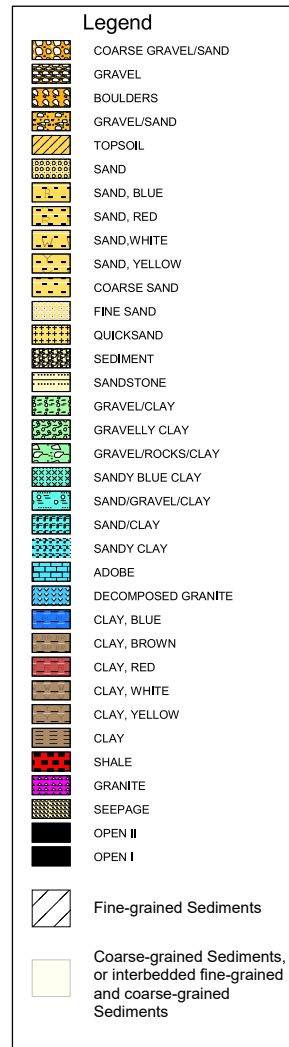 Legend
COARSE GRAVEL/SAND
GRAVEL
BOULDERS
GRAVEL/SAND
TOPSOIL
SAND
SAND, BLUE
SAND, RED
SAND,WHITE
SAND, YELLOW
COARSE SAND
FINE SAND
QUICKSAND
SEDIMENT
SANDSTONE
GRAVEL/CLAY
GRAVELLY CLAY
GRAVEL/ROCKS/CLAY
SANDY BLUE CLAY
SAND/GRAVEL/CLAY
SAND/CLAY
SANDY CLAY
ADOBE
DECOMPOSED GRANITE
CLAY, BLUE
CLAY, BROWN
CLAY, RED
CLAY, WHITE
CLAY, YELLOW
CLAY
SHALE
GRANITE
SEEPAGE
OPEN II
OPEN I
Fine-grained Sediments
Coarse-grained Sediments,
or interbedded fine-grained
and coarse-grained
Sediments